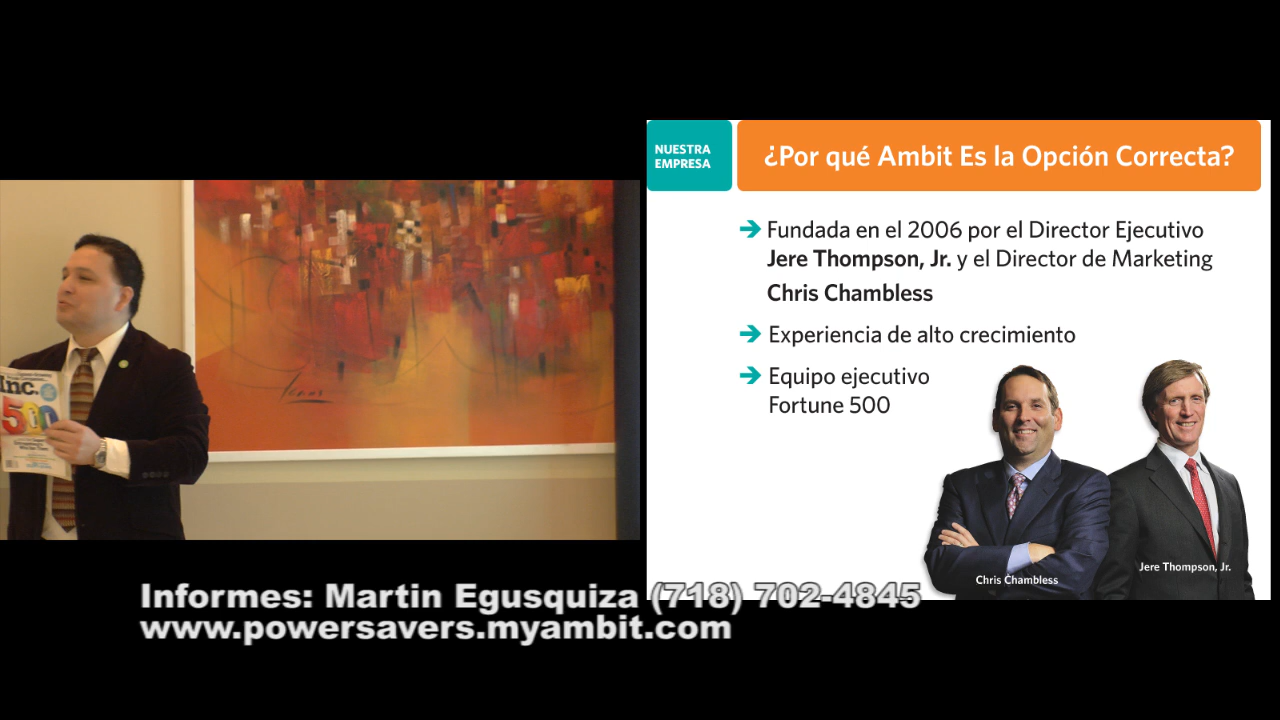 NUESTRA
EMPRESA
¿Por qué Ambit Es la Opción Correcta?
Fundada en el 2006 por el Director Ejecutivo
Jere Thompson, Jr. y el Director de Marketing
Chris Chambless
Experiencia de alto crecimiento
Equipo ejecutivo
Fortune 500
Chris Chambless
Jere Thompson, Jr.
Inc.
500
Informes: Martin Egusquiza (718) 702-4845
www.powersavers.myambit.com